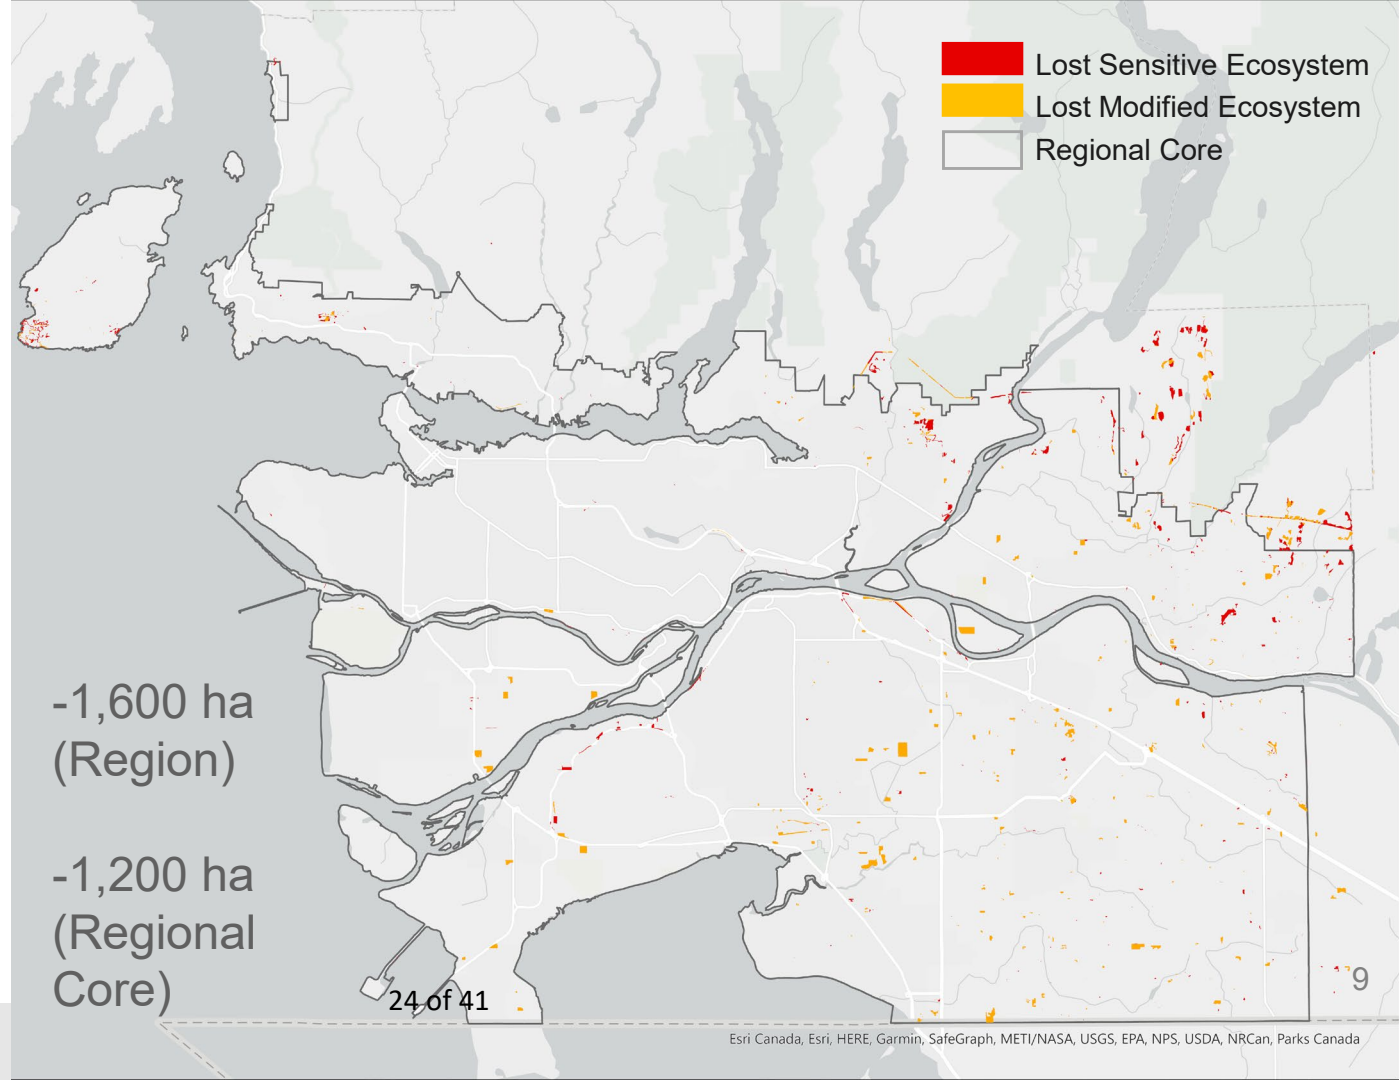 Lost Sensitive Ecosystem
Lost Modified Ecosystem
Regional Core
-1,600 ha
(Region)
-1,200 ha
(Regional
Core)
24 of 41
9
Esri Canada, Esri, HERE, Garmin, SafeGraph, METI/NASA, USGS, EPA, NPS, USDA, NRCan, Parks Canada